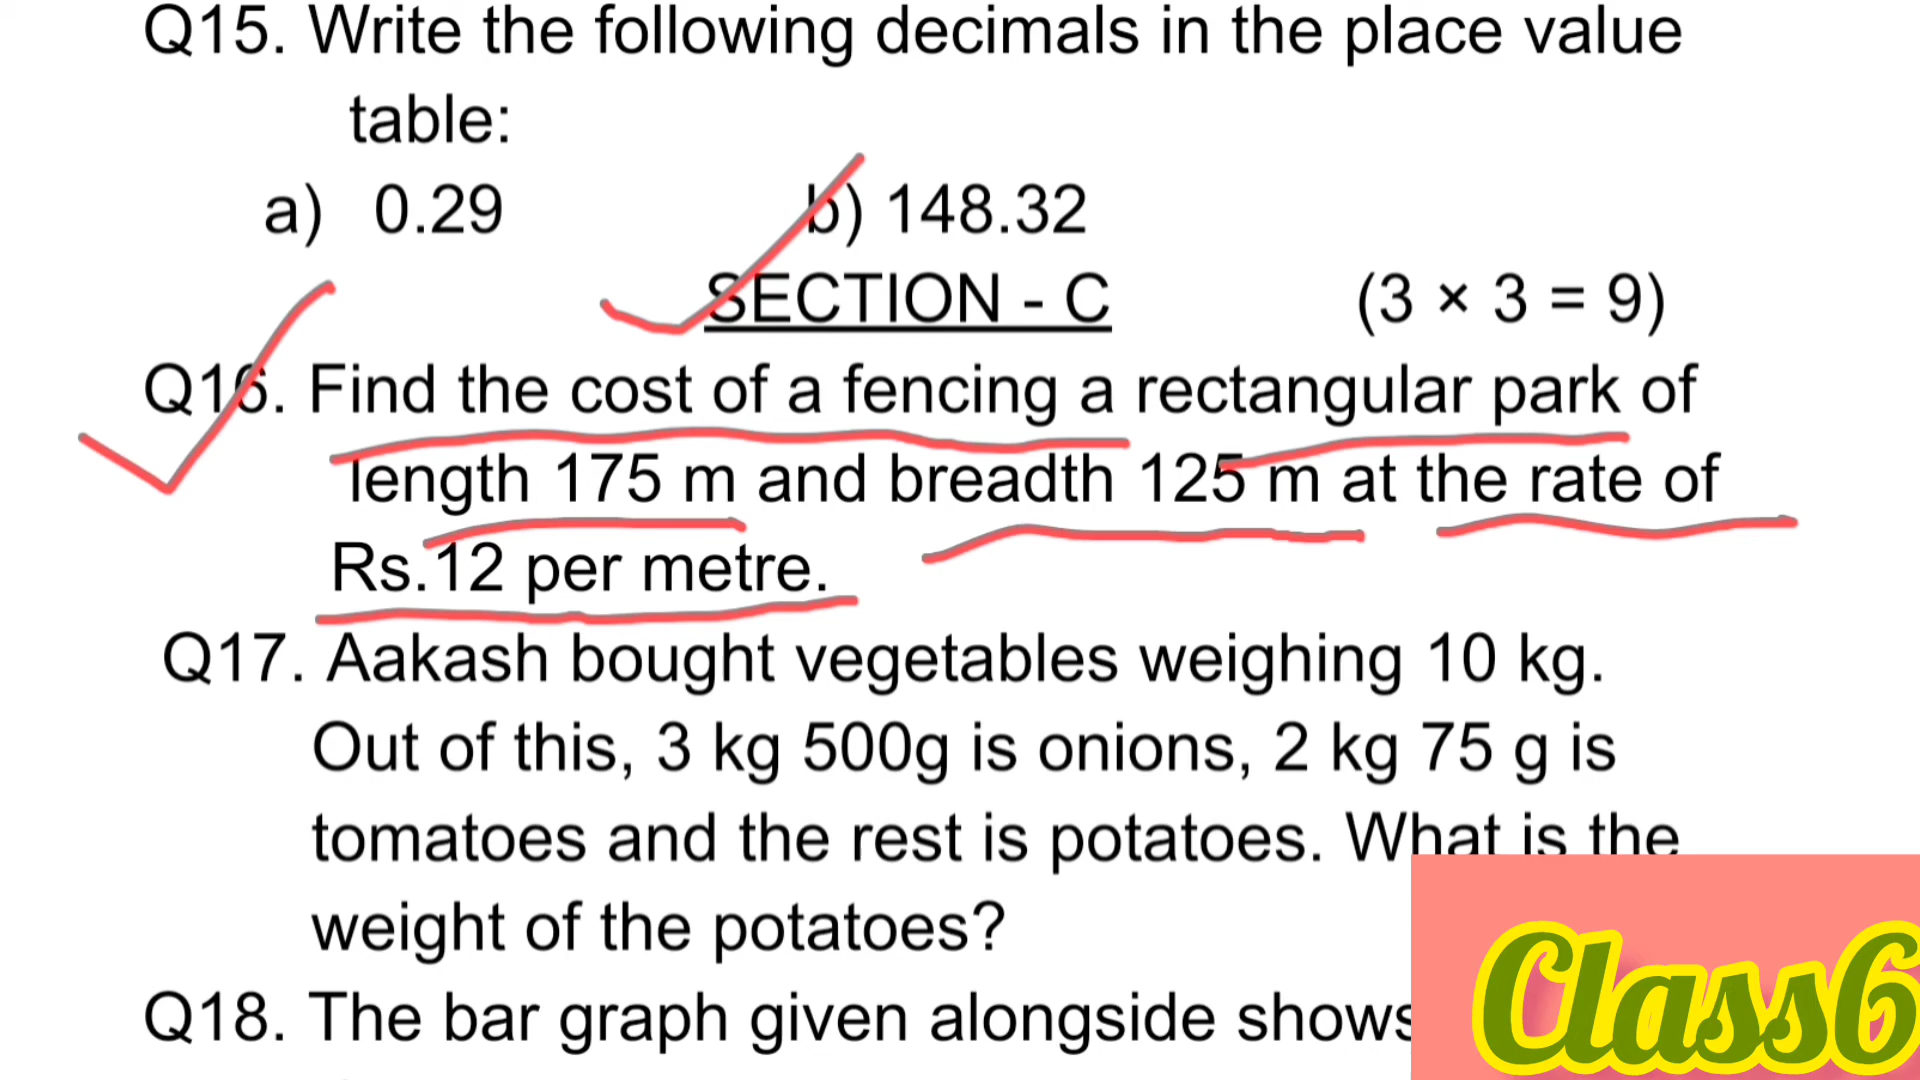 Q15. Write the following decimals in the place value
table:
a) 0.29 b) 148.32
SECTION - C (3 × 3 = 9)
Q16. Find the cost of a fencing a rectangular park of
length 175 m and breadth 125 m at the rate of
Rs.12 per metre.
Q17. Aakash bought vegetables weighing 10 kg.
Out of this, 3 kg 500g is onions, 2 kg 75 g is
tomatoes and the rest is potatoes. What is the
weight of the potatoes?
Q18. The bar graph given alongside shows
Class6